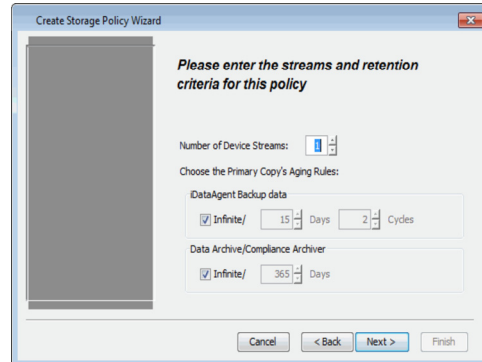 Create Storage Policy Wizard
Please enter the streams and retention
criteria for this policy
Number of Device Streams: 1
Choose the Primary Copy's Aging Rules:
iDataAgent Backup data
Infinite/ 15 Days 2 Cycles
Data Archive/Compliance Archiver
Infinite/ 365 Days
Cancel < Back Next > Finish